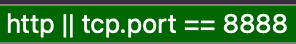 http || tcp.port == 8888